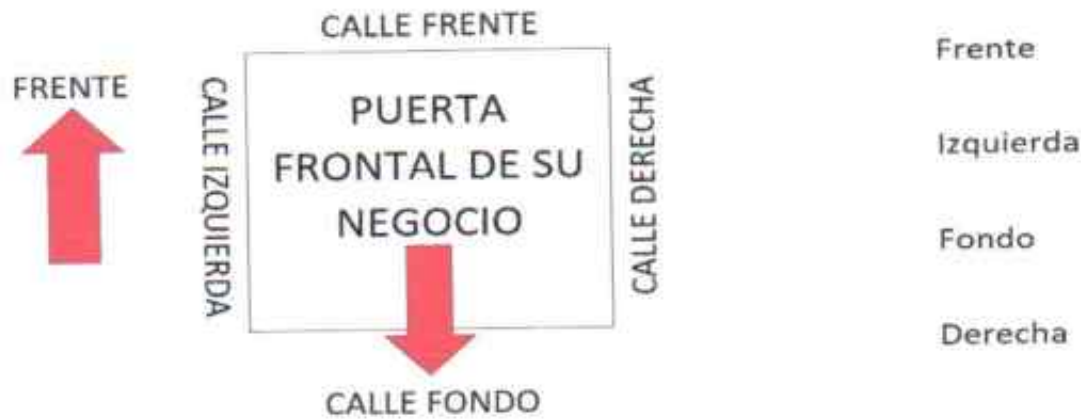 CALLE FRENTE
FRENTE
CALLE IZQUIERDA
PUERTA
FRONTAL DE SU
NEGOCIO
CALLE DERECHA
CALLE FONDO
Frente
Izquierda
Fondo
Derecha